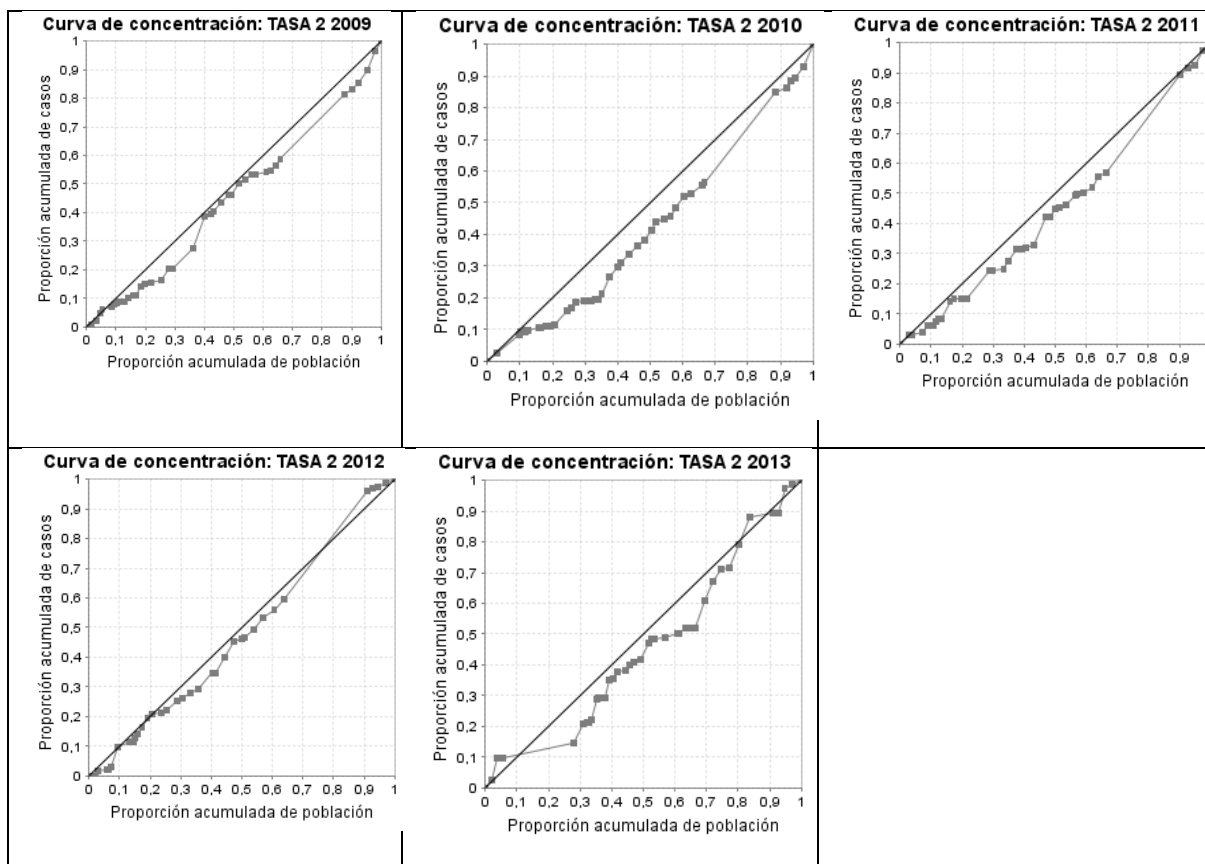 Curva de concentración: TASA 2 2009
Proporción acumulada de casos
1
0,9
0,8
0,7
0,6
0,5
0,4
0,3
0,2
0,1
0
0 0,1 0,2 0,3 0,4 0,5 0,6 0,7 0,8 0,9 1
Proporción acumulada de población
Curva de concentración: TASA 2 2010
Proporción acumulada de casos
1
0,9
0,8
0,7
0,6
0,5
0,4
0,3
0,2
0,1
0
0 0,1 0,2 0,3 0,4 0,5 0,6 0,7 0,8 0,9 1
Proporción acumulada de población
Curva de concentración: TASA 2 2011
Proporción acumulada de casos
1
0,9
0,8
0,7
0,6
0,5
0,4
0,3
0,2
0,1
0
0 0,1 0,2 0,3 0,4 0,5 0,6 0,7 0,8 0,9
Proporción acumulada de población
Curva de concentración: TASA 2 2012
Proporción acumulada de casos
1
0,9
0,8
0,7
0,6
0,5
0,4
0,3
0,2
0,1
0
0 0,1 0,2 0,3 0,4 0,5 0,6 0,7 0,8 0,9 1
Proporción acumulada de población
Curva de concentración: TASA 2 2013
Proporción acumulada de casos
1
0,9
0,8
0,7
0,6
0,5
0,4
0,3
0,2
0,1
0
0 0,1 0,2 0,3 0,4 0,5 0,6 0,7 0,8 0,9 1
Proporción acumulada de población